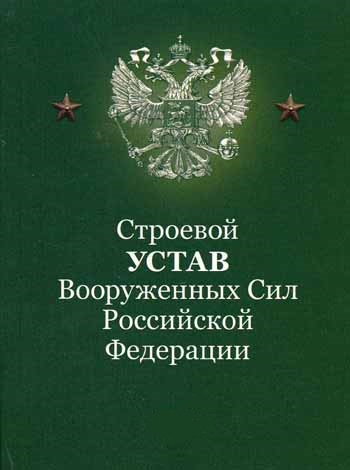 Строевой
УСТАВ
Вооруженных Сил
Российской
Федерации